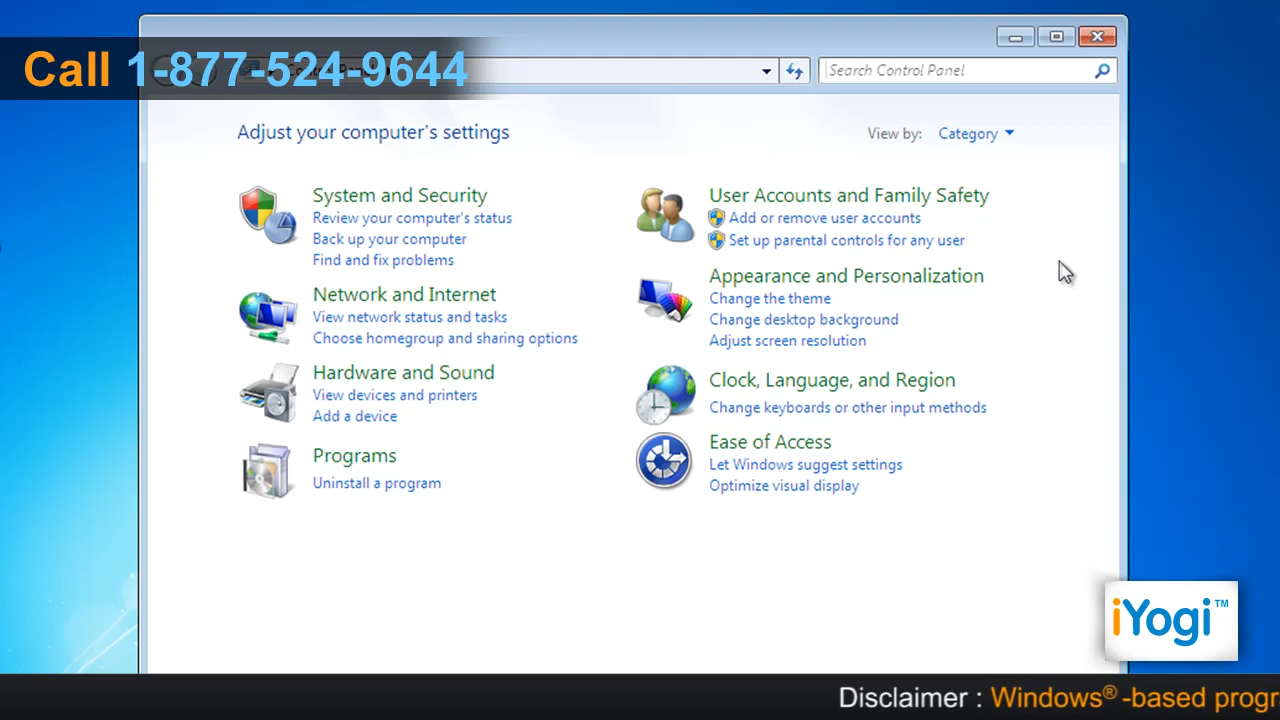 Call 1-877-524-9644
Search Control Panel
Adjust your computer's settings
View by: Category
System and Security
Review your computer's status
Back up your computer
Find and fix problems
Network and Internet
View network status and tasks
Choose homegroup and sharing options
Hardware and Sound
View devices and printers
Add a device
Programs
Uninstall a program
User Accounts and Family Safety
Add or remove user accounts
Set up parental controls for any user
Appearance and Personalization
Change the theme
Change desktop background
Adjust screen resolution
Clock, Language, and Region
Change keyboards or other input methods
Ease of Access
Let Windows suggest settings
Optimize visual display
iYogi™
Disclaimer : Windows® -based progr